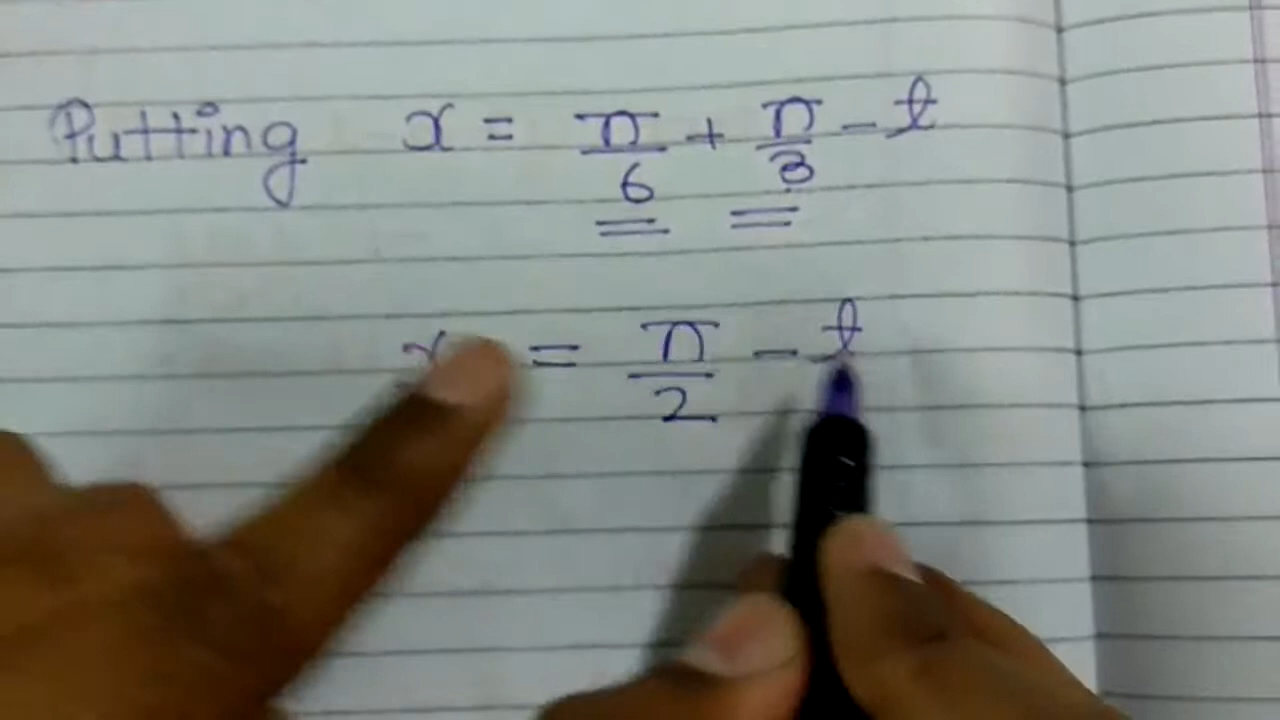 Putting x = π/6 + π/3 - t
x = π/2 - t